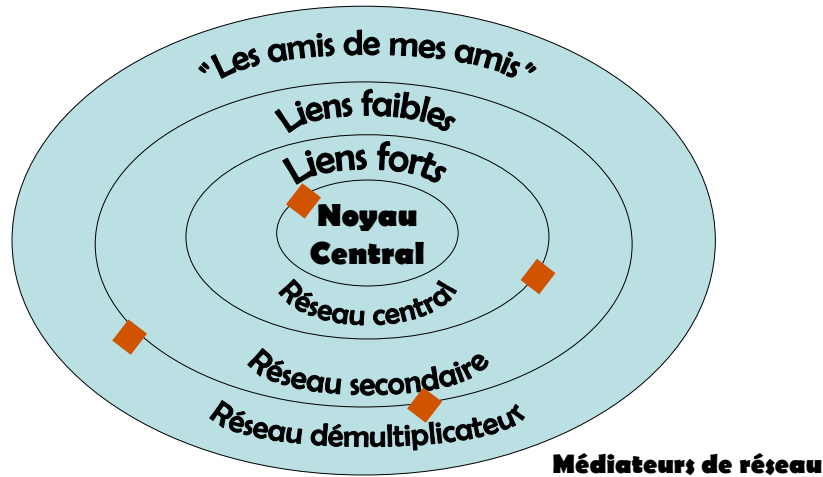 “Les amis de mes amis”
Liens faibles
Liens forts
Noyau
Central
Réseau central
Réseau secondaire
Réseau démultiplicateur
Médiateurs de réseau